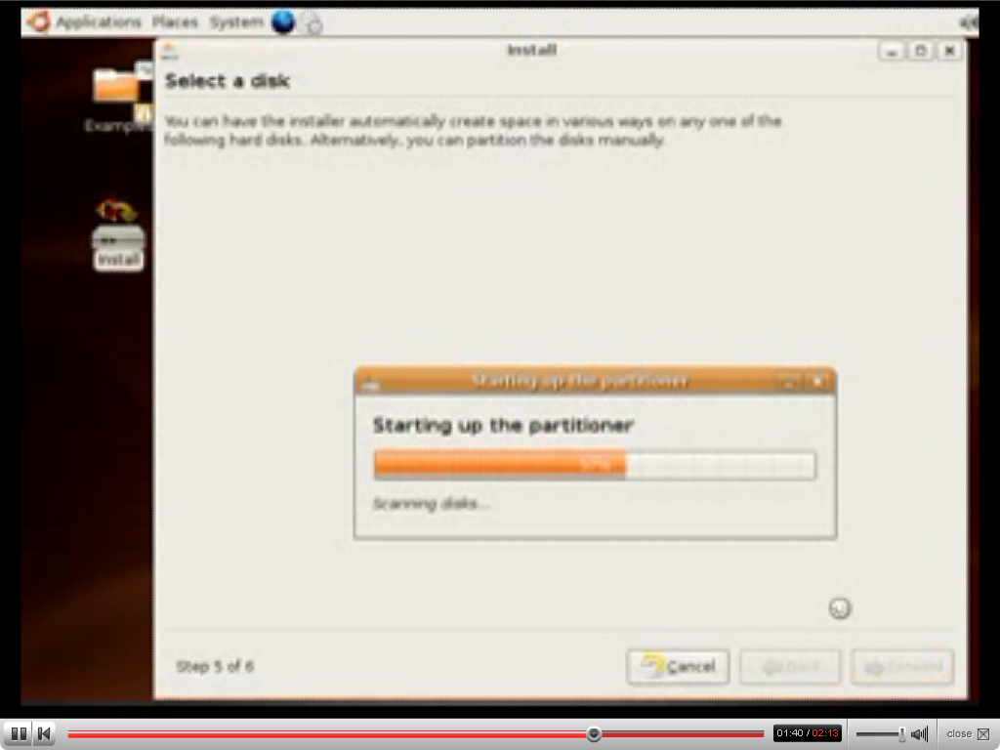 Applications Places System
Install
Select a disk
Examples
You can have the installer automatically create space in various ways on any one of the
following hard disks. Alternatively, you can partition the disks manually.
Install
Starting up the partitioner
Starting up the partitioner
57%
Scanning disks...
Step 5 of 6
Cancel
Back
Forward
01:40 / 02:13
close